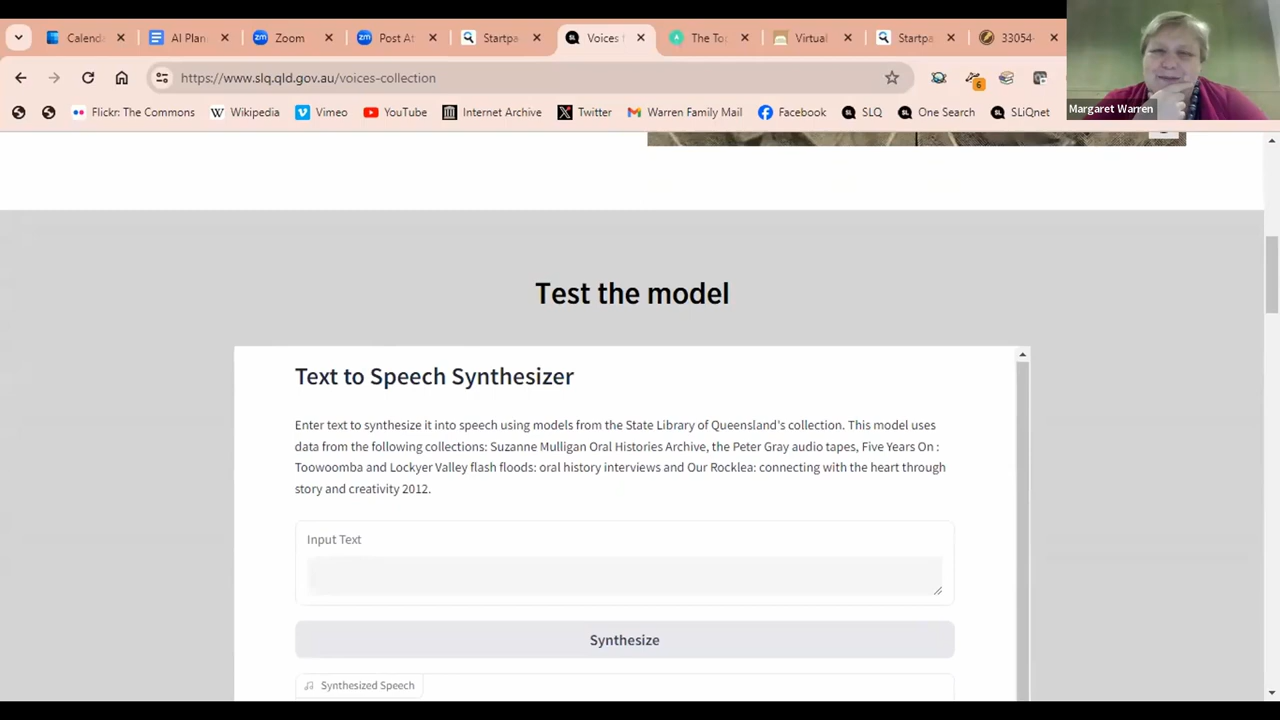 Calenda
AI Plan
Zoom
Post At
Startpa
Voices f
The To
Virtual
Startpa
33054-
https://www.slq.qld.gov.au/voices-collection
6
Flickr: The Commons
Wikipedia
Vimeo
YouTube
Internet Archive
Twitter
Warren Family Mail
Facebook
SLQ
One Search
SLiQnet
Margaret Warren
Test the model
Text to Speech Synthesizer
Enter text to synthesize it into speech using models from the State Library of Queensland's collection. This model uses
data from the following collections: Suzanne Mulligan Oral Histories Archive, the Peter Gray audio tapes, Five Years On :
Toowoomba and Lockyer Valley flash floods: oral history interviews and Our Rocklea: connecting with the heart through
story and creativity 2012.
Input Text
Synthesize
Synthesized Speech